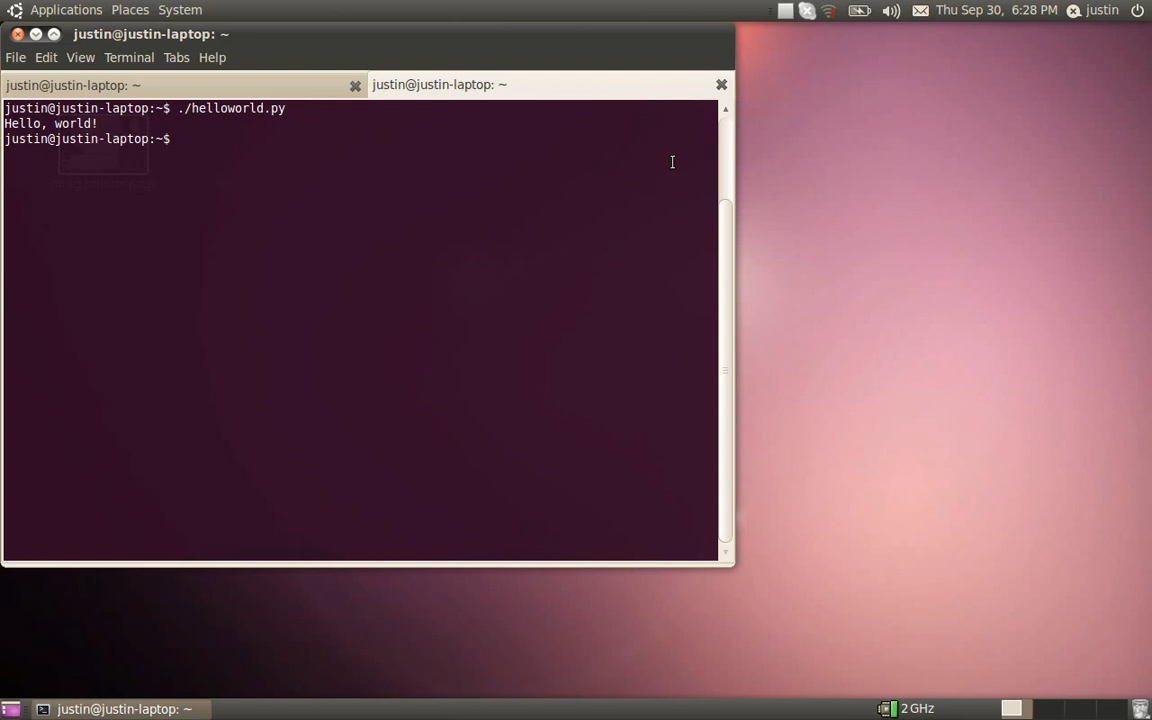 Applications Places System
Thu Sep 30, 6:28 PM justin
justin@justin-laptop: ~
File Edit View Terminal Tabs Help
justin@justin-laptop: ~
justin@justin-laptop: ~
justin@justin-laptop:~$ ./helloworld.py
Hello, world!
justin@justin-laptop:~$
justin@justin-laptop: ~
2 GHz